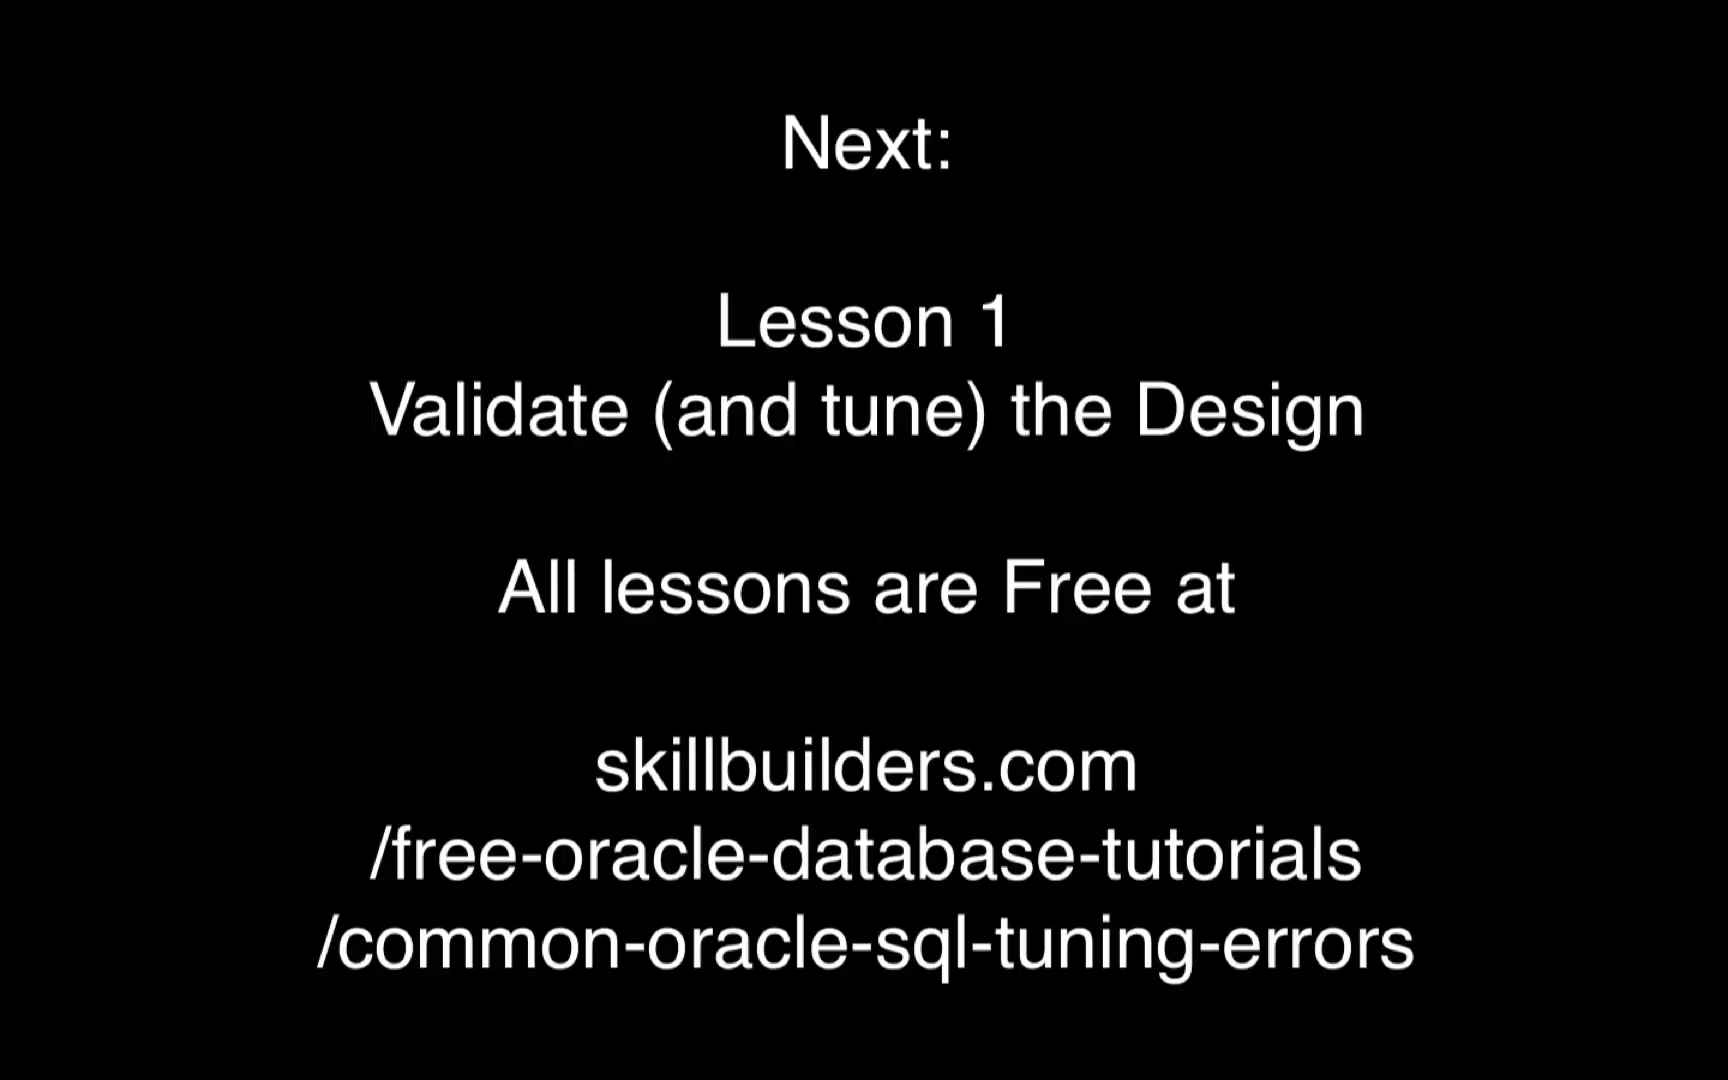 Next:
Lesson 1
Validate (and tune) the Design
All lessons are Free at
skillbuilders.com
/free-oracle-database-tutorials
/common-oracle-sql-tuning-errors